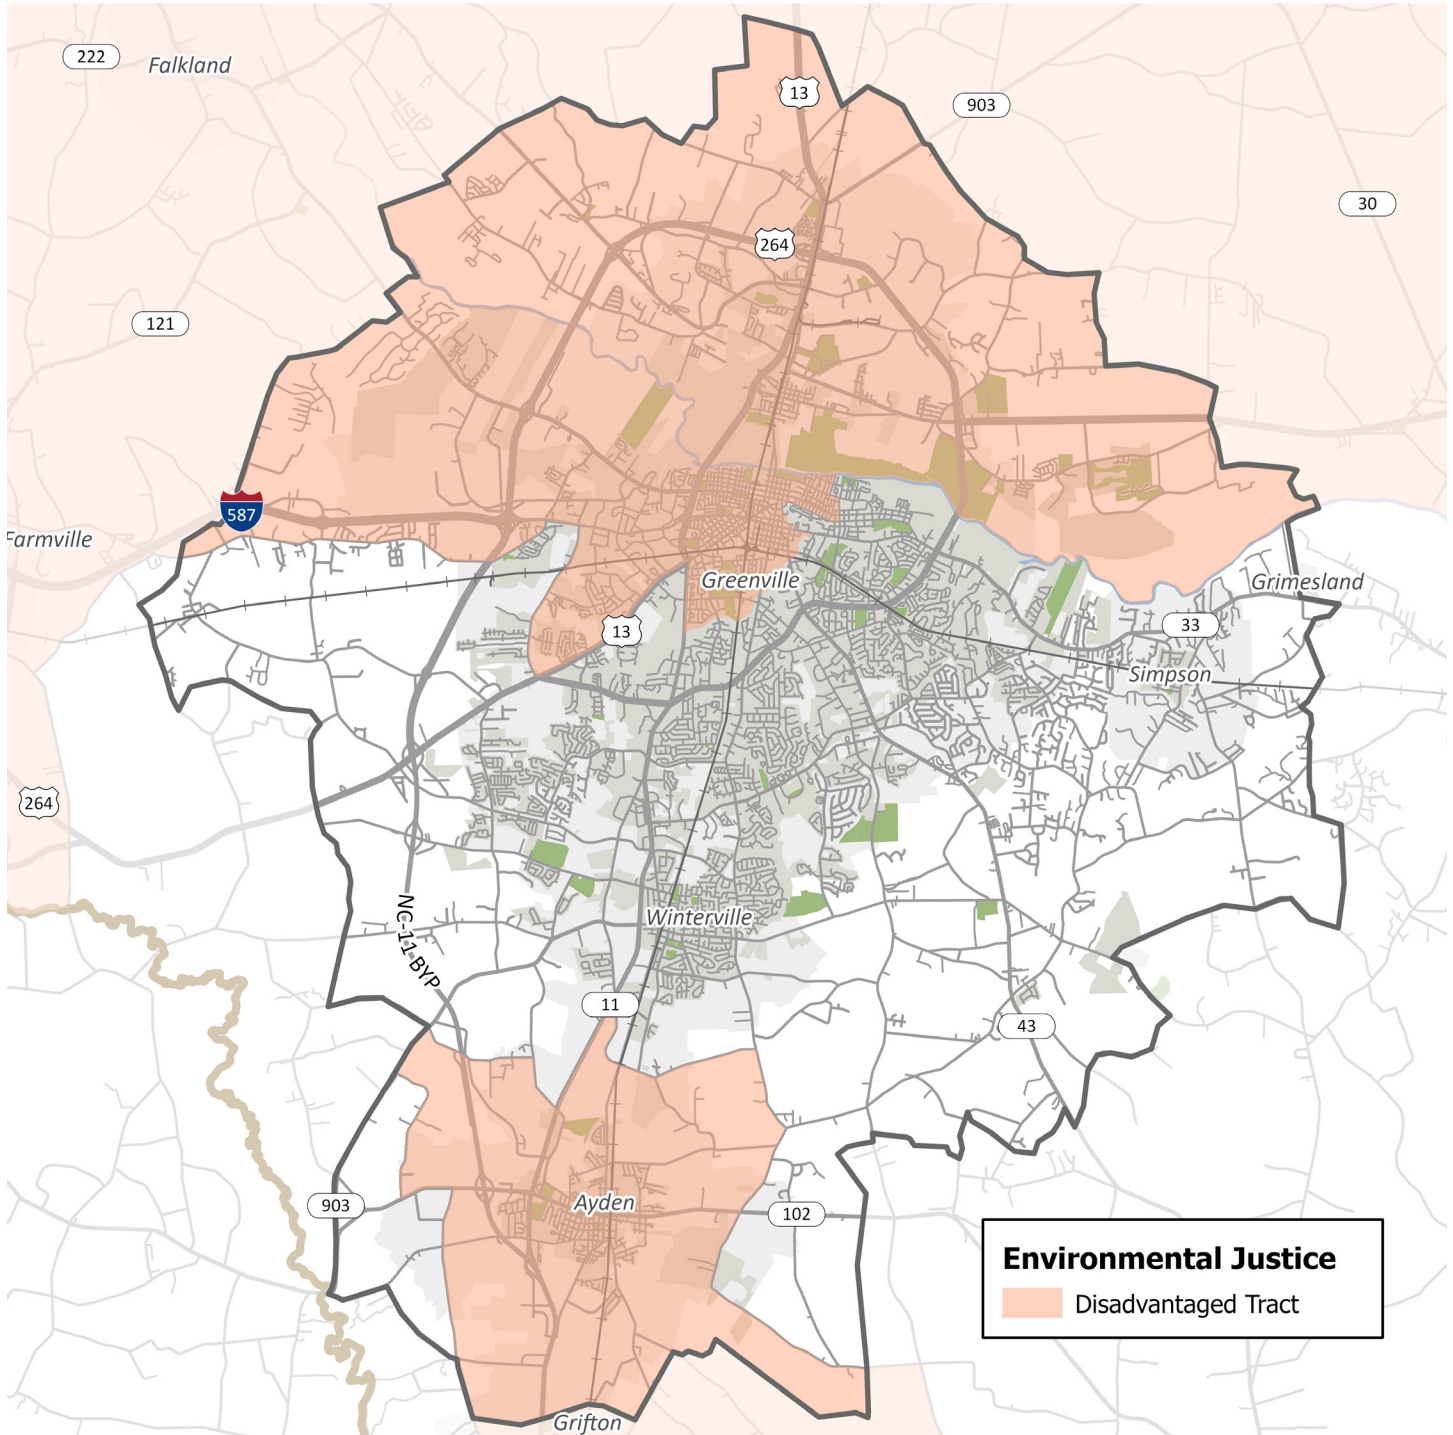 222
Falkland
13
903
30
264
121
587
Farmville
Greenville
Grimesland
13
33
Simpson
264
NC-11 BYP
Winterville
11
43
903
Ayden
102
Environmental Justice
Disadvantaged Tract
Grifton